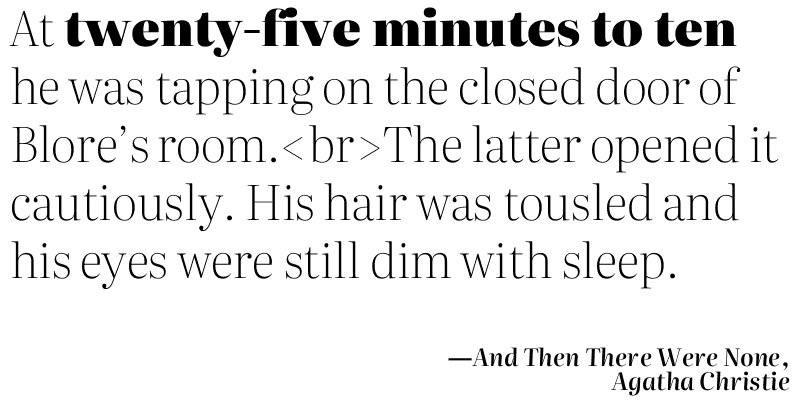 At twenty-five minutes to ten
he was tapping on the closed door of
Blore’s room.<br>The latter opened it
cautiously. His hair was tousled and
his eyes were still dim with sleep.
—And Then There Were None,
Agatha Christie